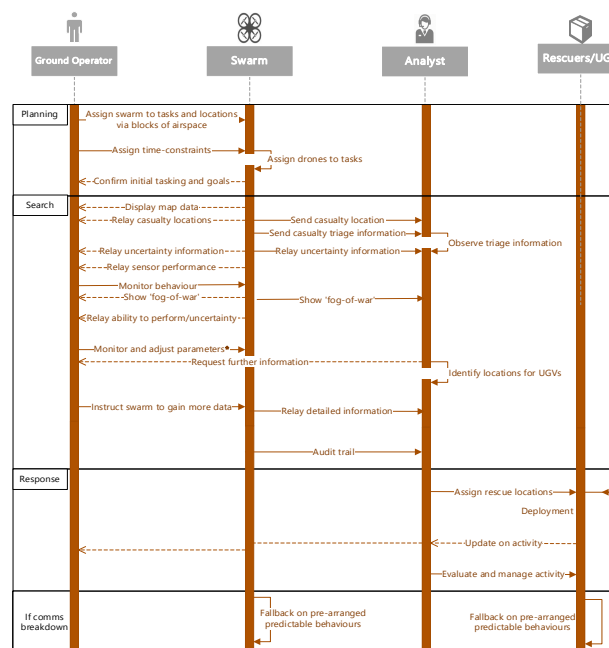 Ground Operator
Swarm
Analyst
Rescuers/UG
Planning
Assign swarm to tasks and locations
via blocks of airspace
Assign time-constraints
Assign drones to tasks
Confirm initial tasking and goals
Search
Display map data
Relay casualty locations
Send casualty location
Send casualty triage information
Observe triage information
Relay uncertainty information
Relay uncertainty information
Relay sensor performance
Monitor behaviour
Show 'fog-of-war'
Show 'fog-of-war'
Relay ability to perform/uncertainty
Monitor and adjust parameters*
Request further information
Identify locations for UGVs
Instruct swarm to gain more data
Relay detailed information
Audit trail
Response
Assign rescue locations
Deployment
Update on activity
Evaluate and manage activity
If comms
breakdown
Fallback on pre-arranged
predictable behaviours
Fallback on pre-arranged
predictable behaviours